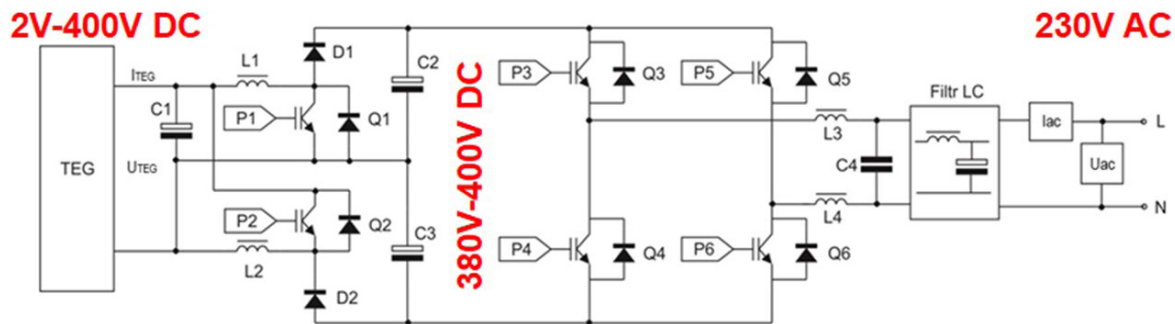 2V-400V DC
230V AC
D1
L1
ITEG
C2
P3
Q3
P5
Q5
Filtr LC
C1
P1
Q1
380V-400V DC
L3
Iac
L
UTEG
TEG
C4
Uac
P2
Q2
C3
L4
N
L2
P4
Q4
P6
Q6
D2